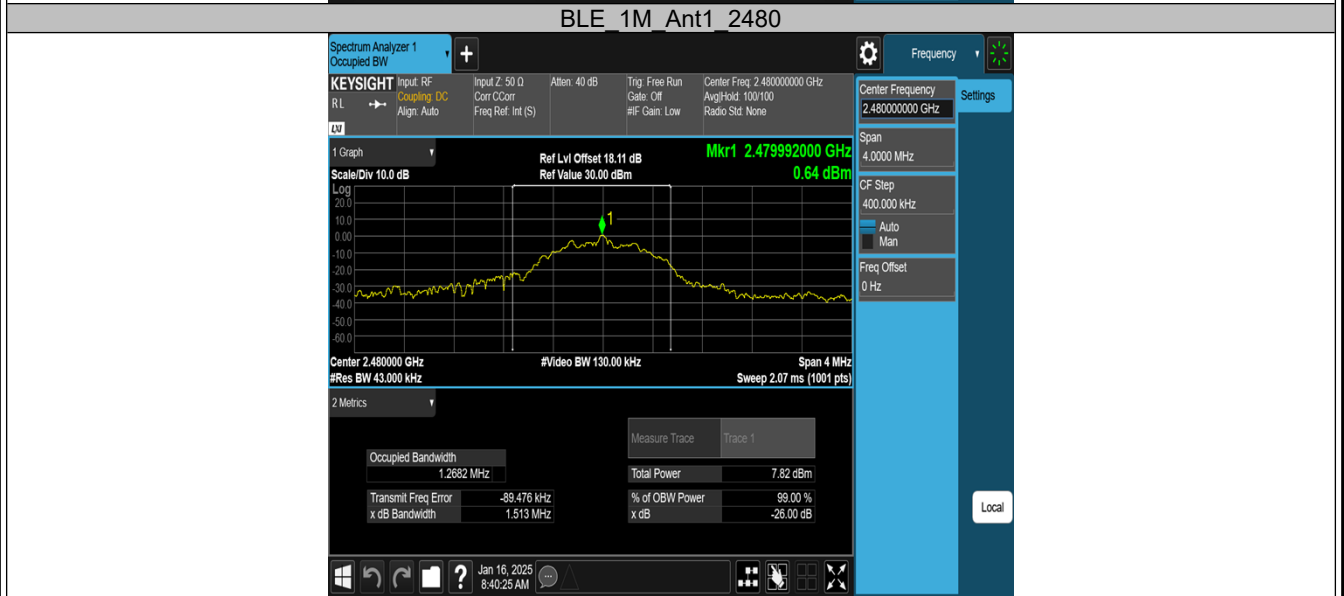 BLE_1M_Ant1_2480
Spectrum Analyzer 1
Occupied BW
+
Frequency
KEYSIGHT
Input: RF
Coupling: DC
Align: Auto
Input Z: 50 Ω
Corr CCorr
Freq Ref: Int (S)
Atten: 40 dB
Trig: Free Run
Gate: Off
#IF Gain: Low
Center Freq: 2.480000000 GHz
Avg|Hold: 100/100
Radio Std: None
RL
LXI
Center Frequency
2.480000000 GHz
Settings
Span
4.0000 MHz
CF Step
400.000 kHz
Auto
Man
Freq Offset
0 Hz
1 Graph
Scale/Div 10.0 dB
Ref Lvl Offset 18.11 dB
Ref Value 30.00 dBm
Mkr1 2.479992000 GHz
0.64 dBm
Log
20.0
10.0
0.00
-10.0
-20.0
-30.0
-40.0
-50.0
-60.0
1
Center 2.480000 GHz
#Res BW 43.000 kHz
#Video BW 130.00 kHz
Span 4 MHz
Sweep 2.07 ms (1001 pts)
2 Metrics
Measure Trace Trace 1
Occupied Bandwidth
1.2682 MHz
Total Power 7.82 dBm
Transmit Freq Error -89.476 kHz
% of OBW Power 99.00 %
x dB Bandwidth 1.513 MHz
x dB -26.00 dB
Local
?
Jan 16, 2025
8:40:25 AM